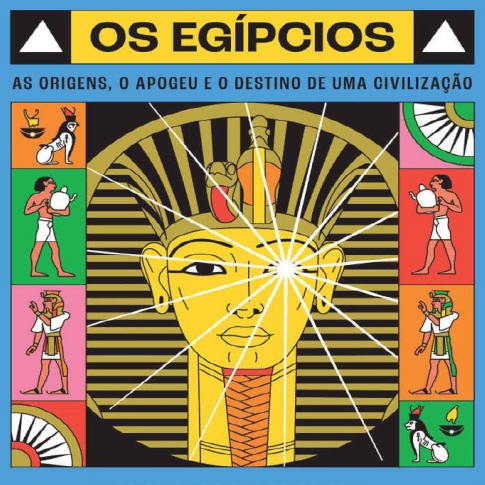 OS EGÍPCIOS
AS ORIGENS, O APOGEU E O DESTINO DE UMA CIVILIZAÇÃO